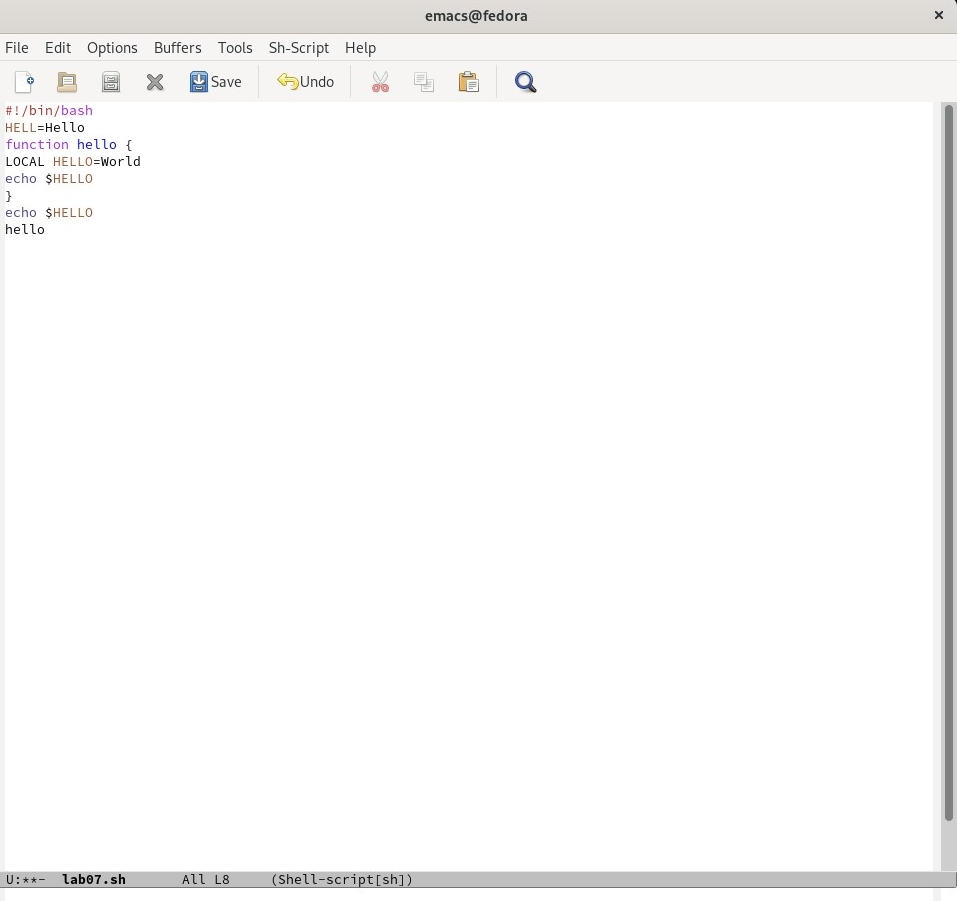 emacs@fedora ×
File Edit Options Buffers Tools Sh-Script Help
Save Undo
#!/bin/bash
HELL=Hello
function hello {
LOCAL HELLO=World
echo $HELLO
}
echo $HELLO
hello
U:**- lab07.sh All L8 (Shell-script[sh])